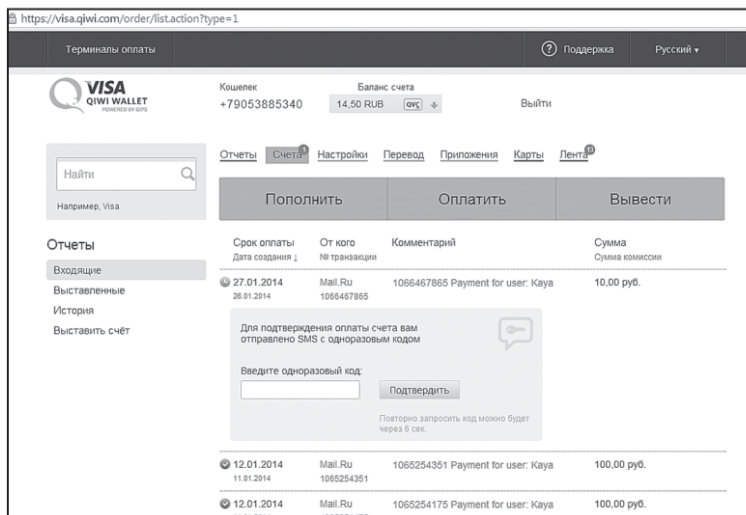 https://visa.qiwi.com/order/list.action?type=1
Терминалы оплаты
? Поддержка
Русский
VISA
QIWI WALLET
POWERED BY QIPS
Кошелек
+79053885340
Баланс счета
14,50 RUB
Выйти
Найти
Например, Visa
Отчеты Счета 1 Настройки Перевод Приложения Карты Лента 13
Пополнить Оплатить Вывести
Отчеты
Входящие
Выставленные
История
Выставить счёт
Срок оплаты От кого Комментарий Сумма
Дата создания ↓ № транзакции Сумма комиссии
27.01.2014 Mail.Ru 1066467865 Payment for user: Kaya 10,00 руб.
26.01.2014 1066467865
Для подтверждения оплаты счета вам
отправлено SMS с одноразовым кодом
Введите одноразовый код:
Подтвердить
Повторно запросить код можно будет
через 6 сек.
12.01.2014 Mail.Ru 1065254351 Payment for user: Kaya 100,00 руб.
11.01.2014 1065254351
12.01.2014 Mail.Ru 1065254175 Payment for user: Kaya 100,00 руб.